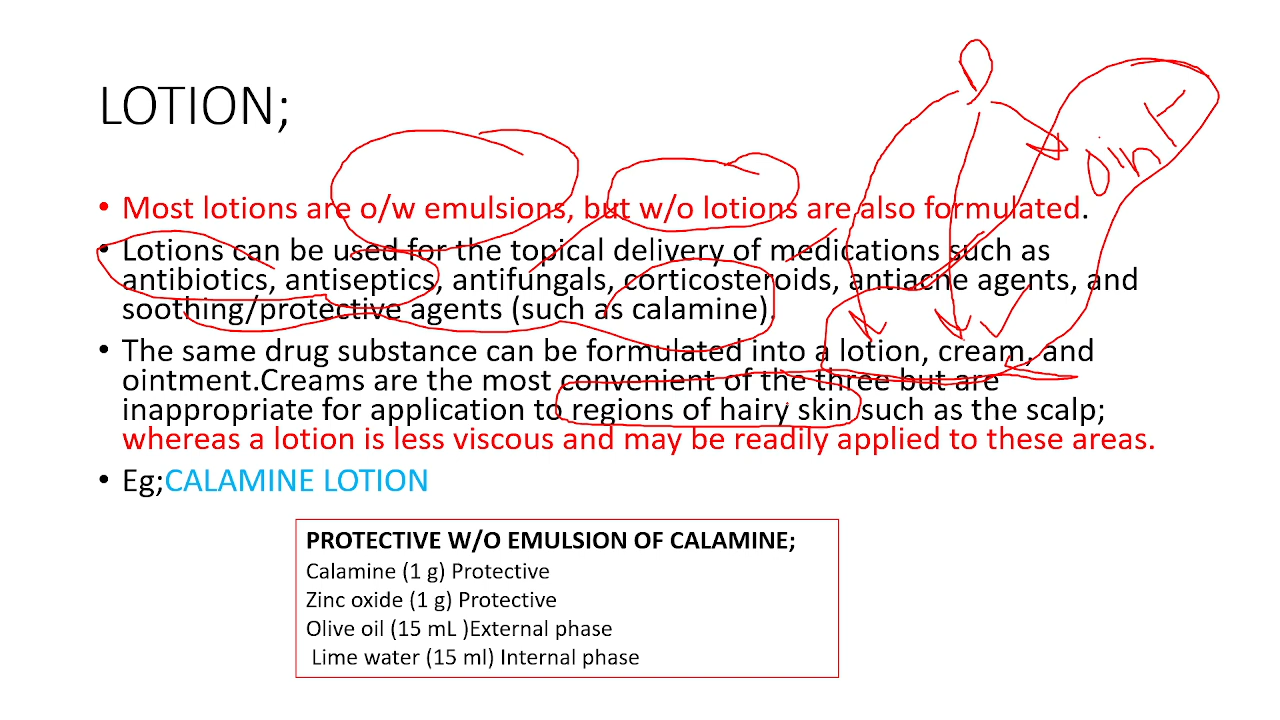 LOTION;
oint
• Most lotions are o/w emulsions, but w/o lotions are also formulated.
• Lotions can be used for the topical delivery of medications such as
antibiotics, antiseptics, antifungals, corticosteroids, antiacne agents, and
soothing/protective agents (such as calamine).
• The same drug substance can be formulated into a lotion, cream, and
ointment.Creams are the most convenient of the three but are
inappropriate for application to regions of hairy skin such as the scalp;
whereas a lotion is less viscous and may be readily applied to these areas.
• Eg;CALAMINE LOTION
PROTECTIVE W/O EMULSION OF CALAMINE;
Calamine (1 g) Protective
Zinc oxide (1 g) Protective
Olive oil (15 mL )External phase
Lime water (15 ml) Internal phase